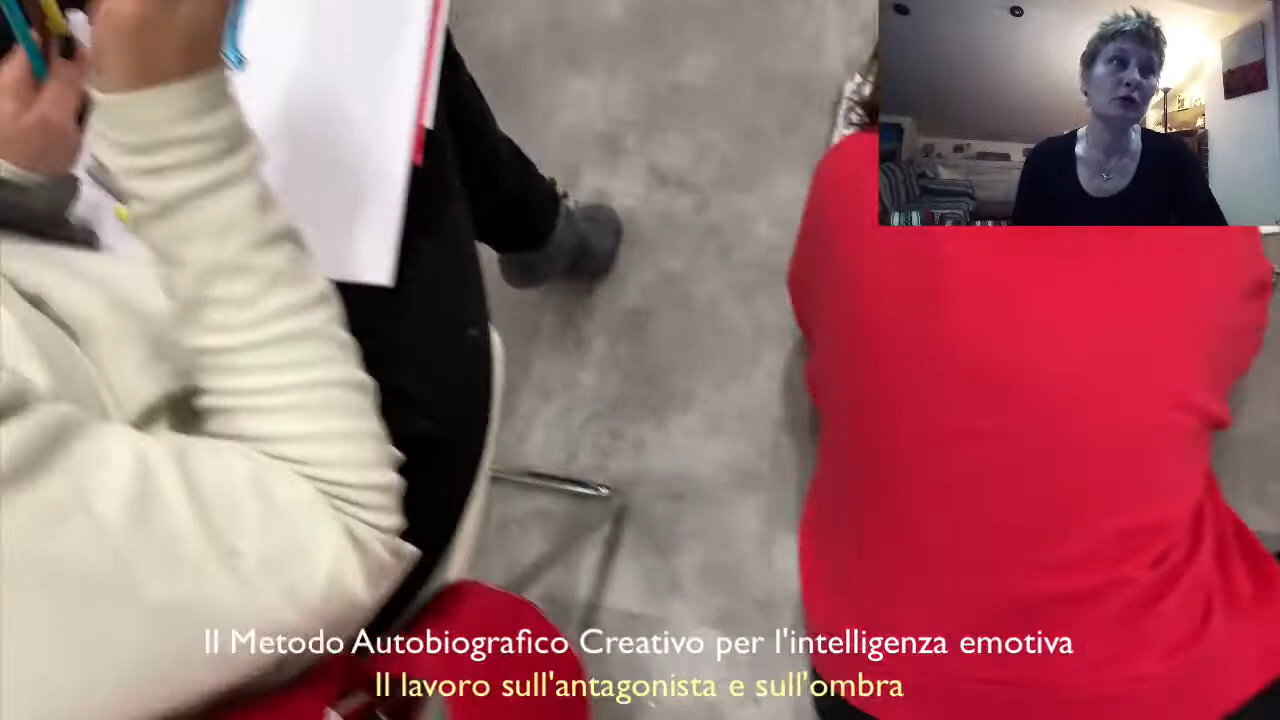 Il Metodo Autobiografico Creativo per l'intelligenza emotiva
Il lavoro sull'antagonista e sull'ombra